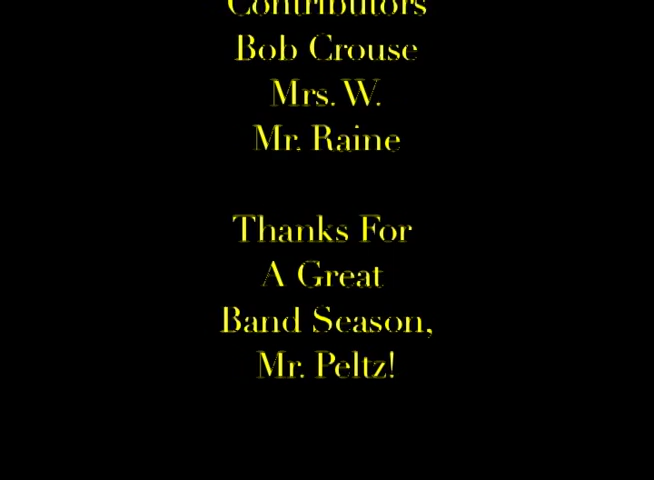 Contributors
Bob Crouse
Mrs. W.
Mr. Raine
Thanks For
A Great
Band Season,
Mr. Peltz!